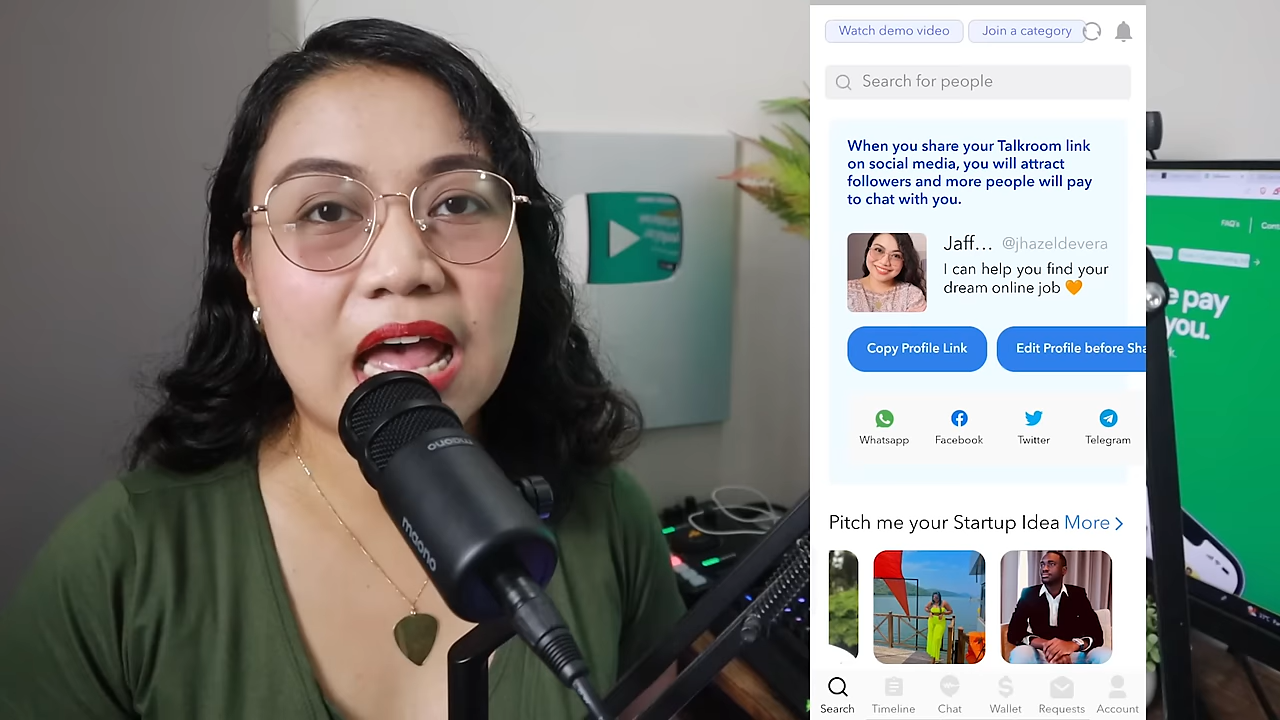 Watch demo video
Join a category
Search for people
When you share your Talkroom link
on social media, you will attract
followers and more people will pay
to chat with you.
Jaff... @jhazeldevera
I can help you find your
dream online job 🧡
Copy Profile Link
Edit Profile before Sha
Whatsapp
Facebook
Twitter
Telegram
Pitch me your Startup Idea More
Search
Timeline
Chat
Wallet
Requests
Account
maono
maono
FAQ's
Cont
e pay
you.